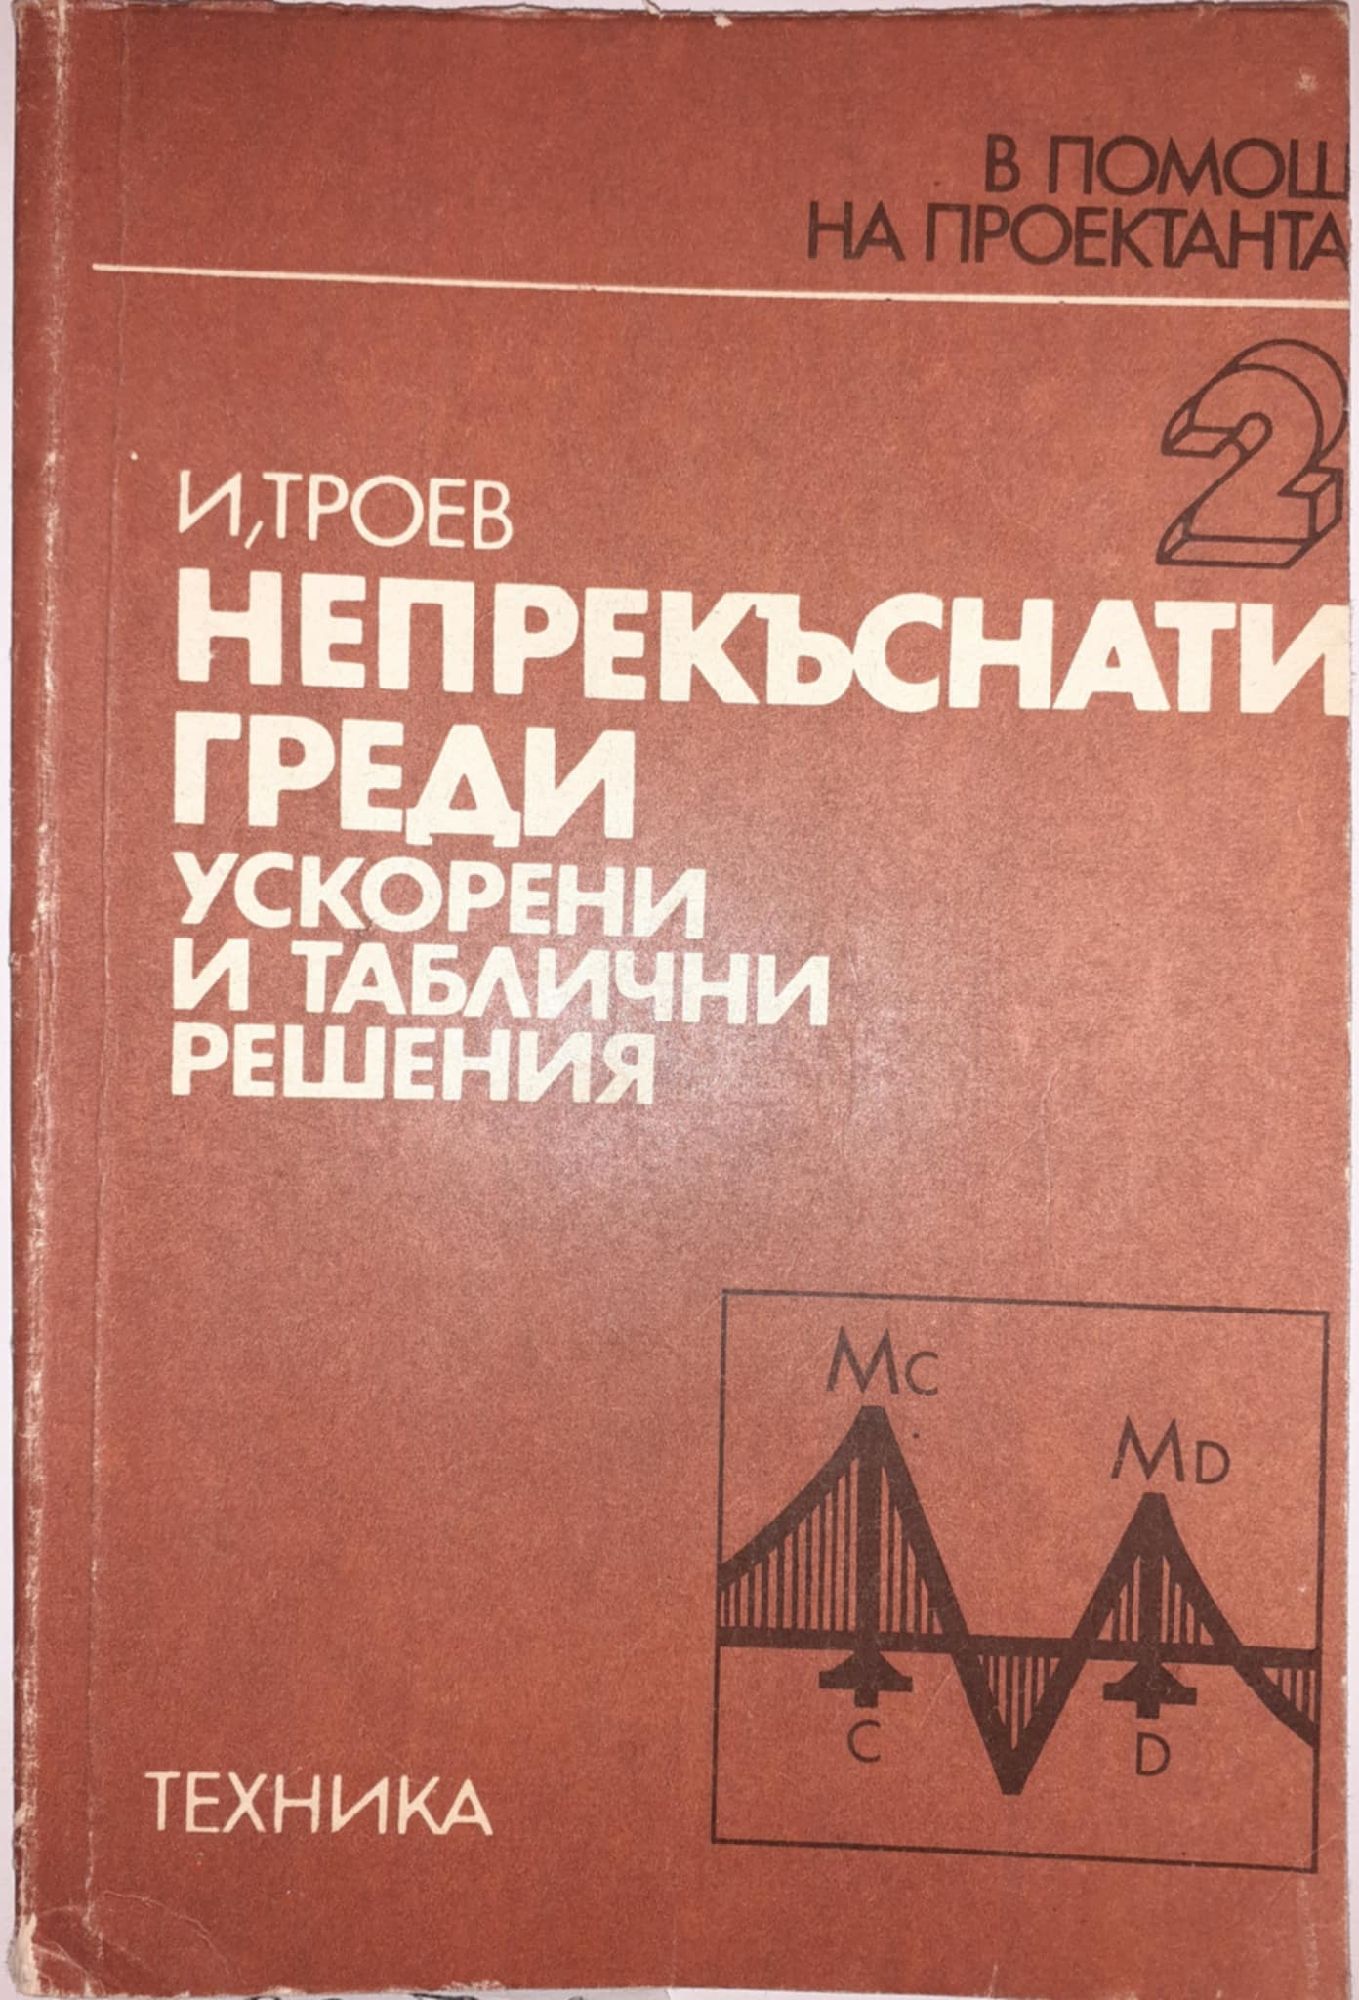 В ПОМОЩ
НА ПРОЕКТАНТА
2
И, ТРОЕВ
НЕПРЕКЪСНАТИ
ГРЕДИ
УСКОРЕНИ
И ТАБЛИЧНИ
РЕШЕНИЯ
MC
MD
C
D
ТЕХНИКА